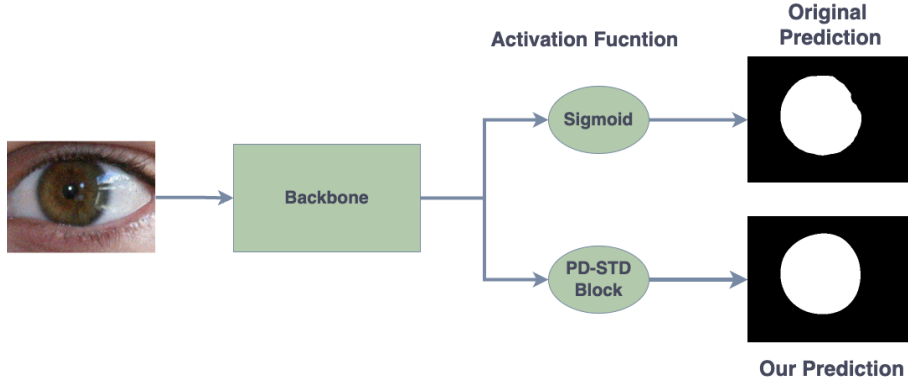 Original
Prediction
Activation Fucntion
Sigmoid
Backbone
PD-STD
Block
Our Prediction